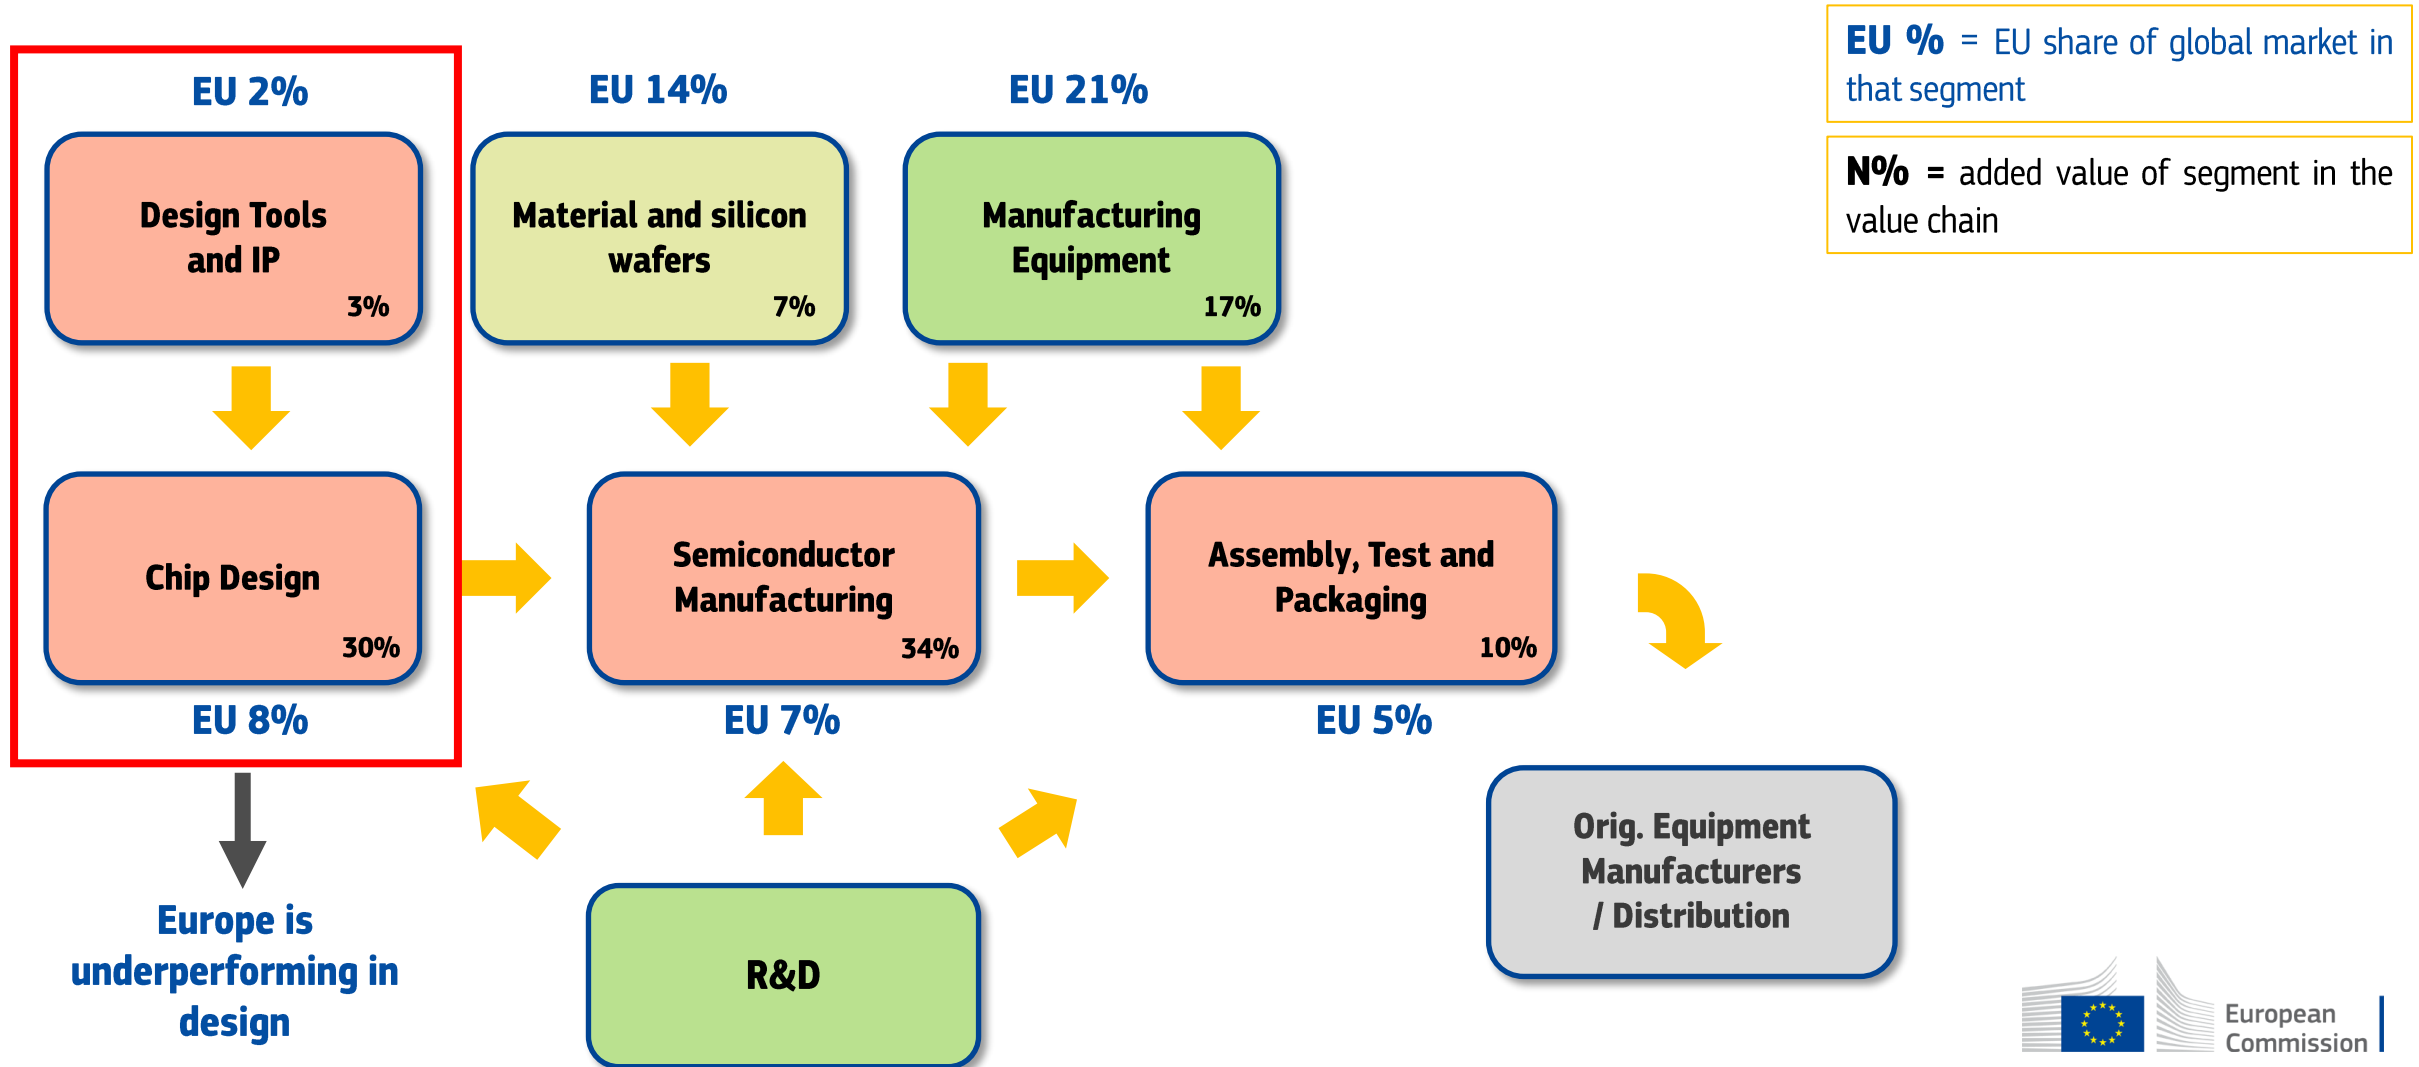 EU % = EU share of global market in
that segment
N% = added value of segment in the
value chain
EU 2%
EU 14%
EU 21%
Design Tools
and IP
3%
Material and silicon
wafers
7%
Manufacturing
Equipment
17%
Chip Design
30%
Semiconductor
Manufacturing
34%
Assembly, Test and
Packaging
10%
EU 8%
EU 7%
EU 5%
Europe is
underperforming in
design
R&D
Orig. Equipment
Manufacturers
/ Distribution
European
Commission